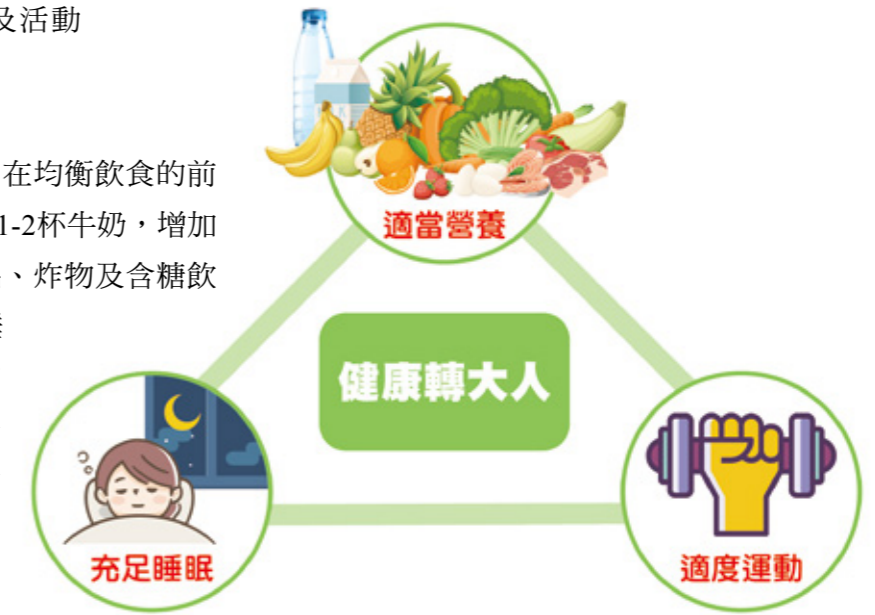 及活動
在均衡飲食的前
1-2杯牛奶，增加
、炸物及含糖飲
適當營養
健康轉大人
充足睡眠
適度運動